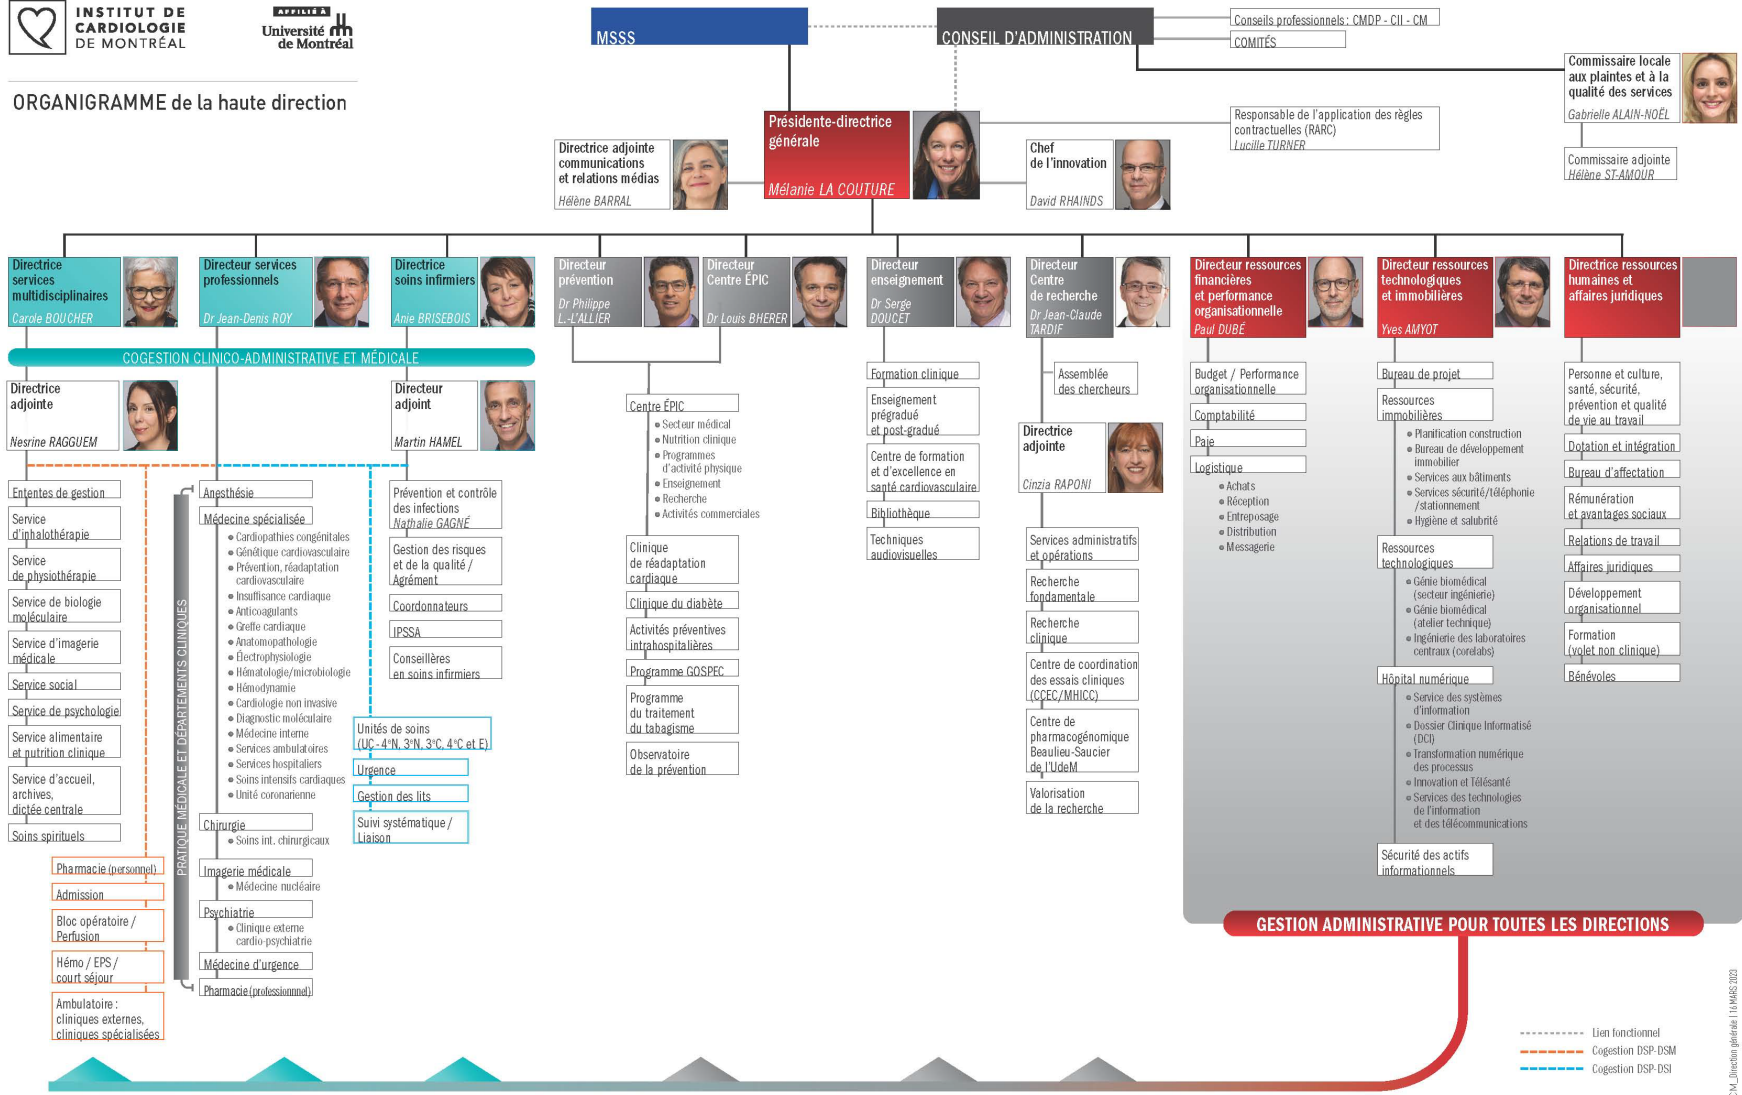 INSTITUT DE
CARDIOLOGIE
DE MONTRÉAL
AFFILIÉ À
Université
de Montréal
ORGANIGRAMME de la haute direction
MSSS
CONSEIL D'ADMINISTRATION
Conseils professionnels : CMDP - CII - CM
COMITÉS
Commissaire locale
aux plaintes et à la
qualité des services
Gabrielle ALAIN-NOËL
Commissaire adjointe
Hélène ST-AMOUR
Présidente-directrice
générale
Mélanie LA COUTURE
Responsable de l'application des règles
contractuelles (RARC)
Lucille TURNER
Directrice adjointe
communications
et relations médias
Hélène BARRAL
Chef
de l'innovation
David RHAINDS
Directrice
services
multidisciplinaires
Carole BOUCHER
Directeur services
professionnels
Dr Jean-Denis ROY
Directrice
soins infirmiers
Anie BRISEBOIS
Directeur
prévention
Dr Philippe
L.-L'ALLIER
Directeur
Centre ÉPIC
Dr Louis BHERER
Directeur
enseignement
Dr Serge
DOUCET
Directeur
Centre
de recherche
Dr Jean-Claude
TARDIF
Directeur ressources
financières
et performance
organisationnelle
Paul DUBÉ
Directeur ressources
technologiques
et immobilières
Yves AMYOT
Directrice ressources
humaines et
affaires juridiques
COGESTION CLINICO-ADMINISTRATIVE ET MÉDICALE
Directrice
adjointe
Nesrine RAGGUEM
Directeur
adjoint
Martin HAMEL
Ententes de gestion
Service
d'inhalothérapie
Service
de physiothérapie
Service de biologie
moléculaire
Service d'imagerie
médicale
Service social
Service de psychologie
Service alimentaire
et nutrition clinique
Service d'accueil,
archives,
dictée centrale
Soins spirituels
Pharmacie (personnel)
Admission
Bloc opératoire /
Perfusion
Hémo / EPS /
court séjour
Ambulatoire :
cliniques externes,
cliniques spécialisées
PRATIQUE MÉDICALE ET DÉPARTEMENTS CLINIQUES
Anesthésie
Médecine spécialisée
Cardiopathies congénitales
Génétique cardiovasculaire
Prévention, réadaptation
cardiovasculaire
Insuffisance cardiaque
Anticoagulants
Greffe cardiaque
Anatomopathologie
Électrophysiologie
Hématologie/microbiologie
Hémodynamie
Cardiologie non invasive
Diagnostic moléculaire
Médecine interne
Services ambulatoires
Services hospitaliers
Soins intensifs cardiaques
Unité coronarienne
Chirurgie
Soins int. chirurgicaux
Imagerie médicale
Médecine nucléaire
Psychiatrie
Clinique externe
cardio-psychiatrie
Médecine d'urgence
Pharmacie (professionnnel)
Prévention et contrôle
des infections
Nathalie GAGNÉ
Gestion des risques
et de la qualité /
Agrément
Coordonnateurs
IPSSA
Conseillères
en soins infirmiers
Unités de soins
(UC - 4°N, 3°N, 3°C, 4°C et E)
Urgence
Gestion des lits
Suivi systématique /
Liaison
Centre ÉPIC
Secteur médical
Nutrition clinique
Programmes
d'activité physique
Enseignement
Recherche
Activités commerciales
Clinique
de réadaptation
cardiaque
Clinique du diabète
Activités préventives
intrahospitalières
Programme GOSPEC
Programme
du traitement
du tabagisme
Observatoire
de la prévention
Formation clinique
Enseignement
prégradué
et post-gradué
Centre de formation
et d'excellence en
santé cardiovasculaire
Bibliothèque
Techniques
audiovisuelles
Assemblée
des chercheurs
Directrice
adjointe
Cinzia RAPONI
Services administratifs
et opérations
Recherche
fondamentale
Recherche
clinique
Centre de coordination
des essais cliniques
(CCEC/MHICC)
Centre de
pharmacogénomique
Beaulieu-Saucier
de l'UdeM
Valorisation
de la recherche
Budget / Performance
organisationnelle
Comptabilité
Paie
Logistique
Achats
Réception
Entreposage
Distribution
Messagerie
Bureau de projet
Ressources
immobilières
Planification construction
Bureau de développement
immobilier
Services aux bâtiments
Services sécurité/téléphonie
/stationnement
Hygiène et salubrité
Ressources
technologiques
Génie biomédical
(secteur ingénierie)
Génie biomédical
(atelier technique)
Ingénierie des laboratoires
centraux (corelabs)
Hôpital numérique
Service des systèmes
d'information
Dossier Clinique Informatisé
(DCI)
Transformation numérique
des processus
Innovation et Télésanté
Services des technologies
de l'information
et des télécommunications
Sécurité des actifs
informationnels
Personne et culture,
santé, sécurité,
prévention et qualité
de vie au travail
Dotation et intégration
Bureau d'affectation
Rémunération
et avantages sociaux
Relations de travail
Affaires juridiques
Développement
organisationnel
Formation
(volet non clinique)
Bénévoles
GESTION ADMINISTRATIVE POUR TOUTES LES DIRECTIONS
Lien fonctionnel
Cogestion DSP-DSM
Cogestion DSP-DSI
CM_Direction générale | 16 MARS 2023